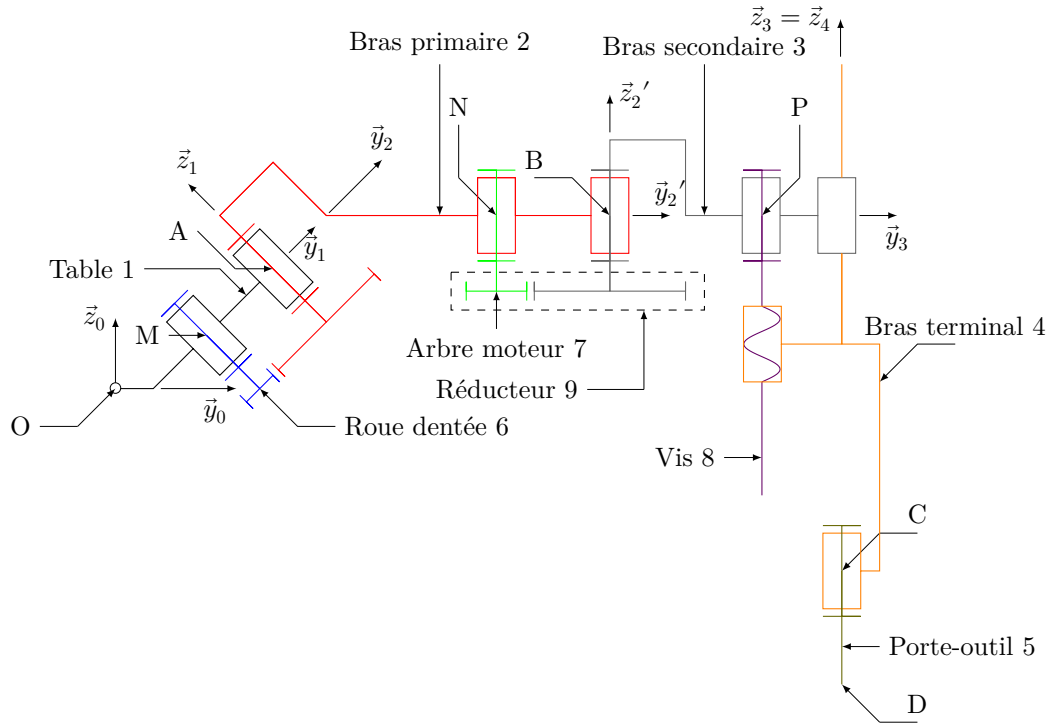 z⃗₃ = z⃗₄
Bras primaire 2
Bras secondaire 3
N
z⃗₂′
P
B
y⃗₂
z⃗₁
y⃗₂′
A
y⃗₁
y⃗₃
Table 1
z⃗₀
M
Arbre moteur 7
Bras terminal 4
Réducteur 9
y⃗₀
O
Roue dentée 6
Vis 8
C
Porte-outil 5
D